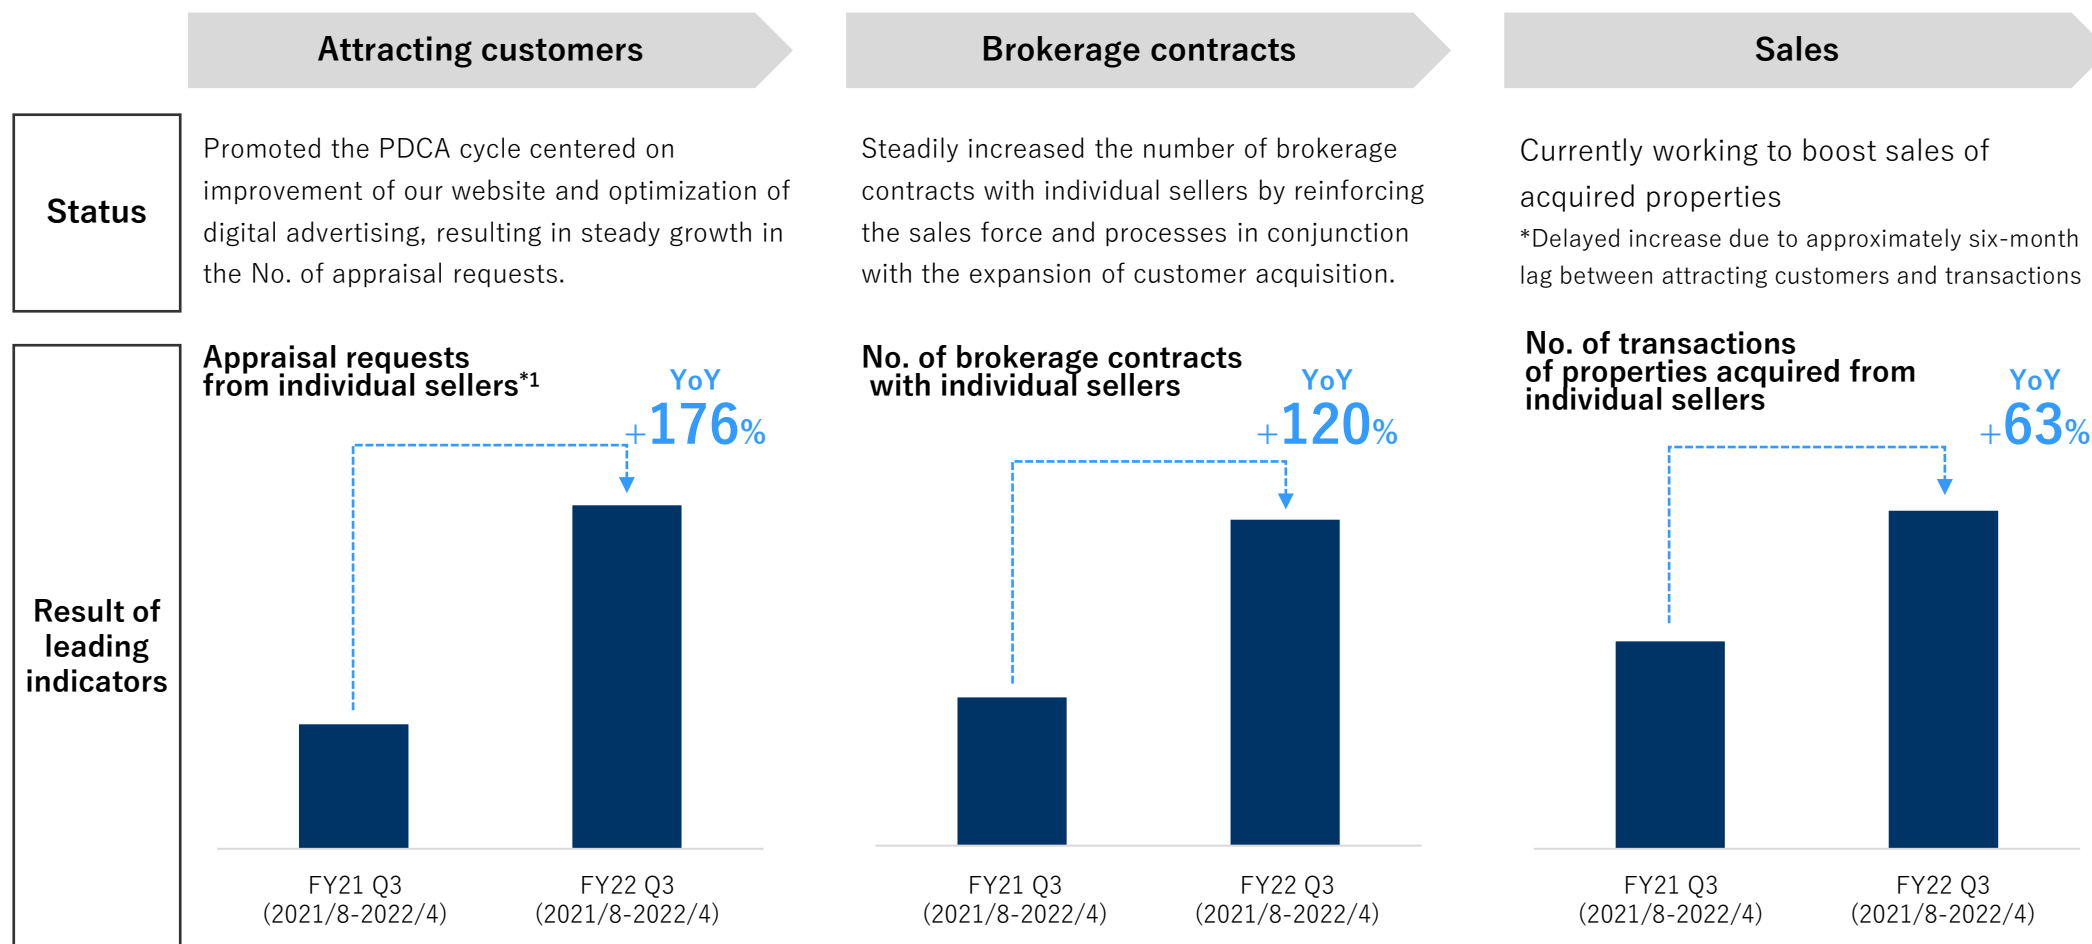 Attracting customers
Brokerage contracts
Sales
Status
Promoted the PDCA cycle centered on
improvement of our website and optimization of
digital advertising, resulting in steady growth in
the No. of appraisal requests.
Steadily increased the number of brokerage
contracts with individual sellers by reinforcing
the sales force and processes in conjunction
with the expansion of customer acquisition.
Currently working to boost sales of
acquired properties
*Delayed increase due to approximately six-month
lag between attracting customers and transactions
Result of
leading
indicators
Appraisal requests
from individual sellers*1
YoY
+176%
FY21 Q3
(2021/8-2022/4)
FY22 Q3
(2021/8-2022/4)
No. of brokerage contracts
with individual sellers
YoY
+120%
FY21 Q3
(2021/8-2022/4)
FY22 Q3
(2021/8-2022/4)
No. of transactions
of properties acquired from
individual sellers
YoY
+63%
FY21 Q3
(2021/8-2022/4)
FY22 Q3
(2021/8-2022/4)